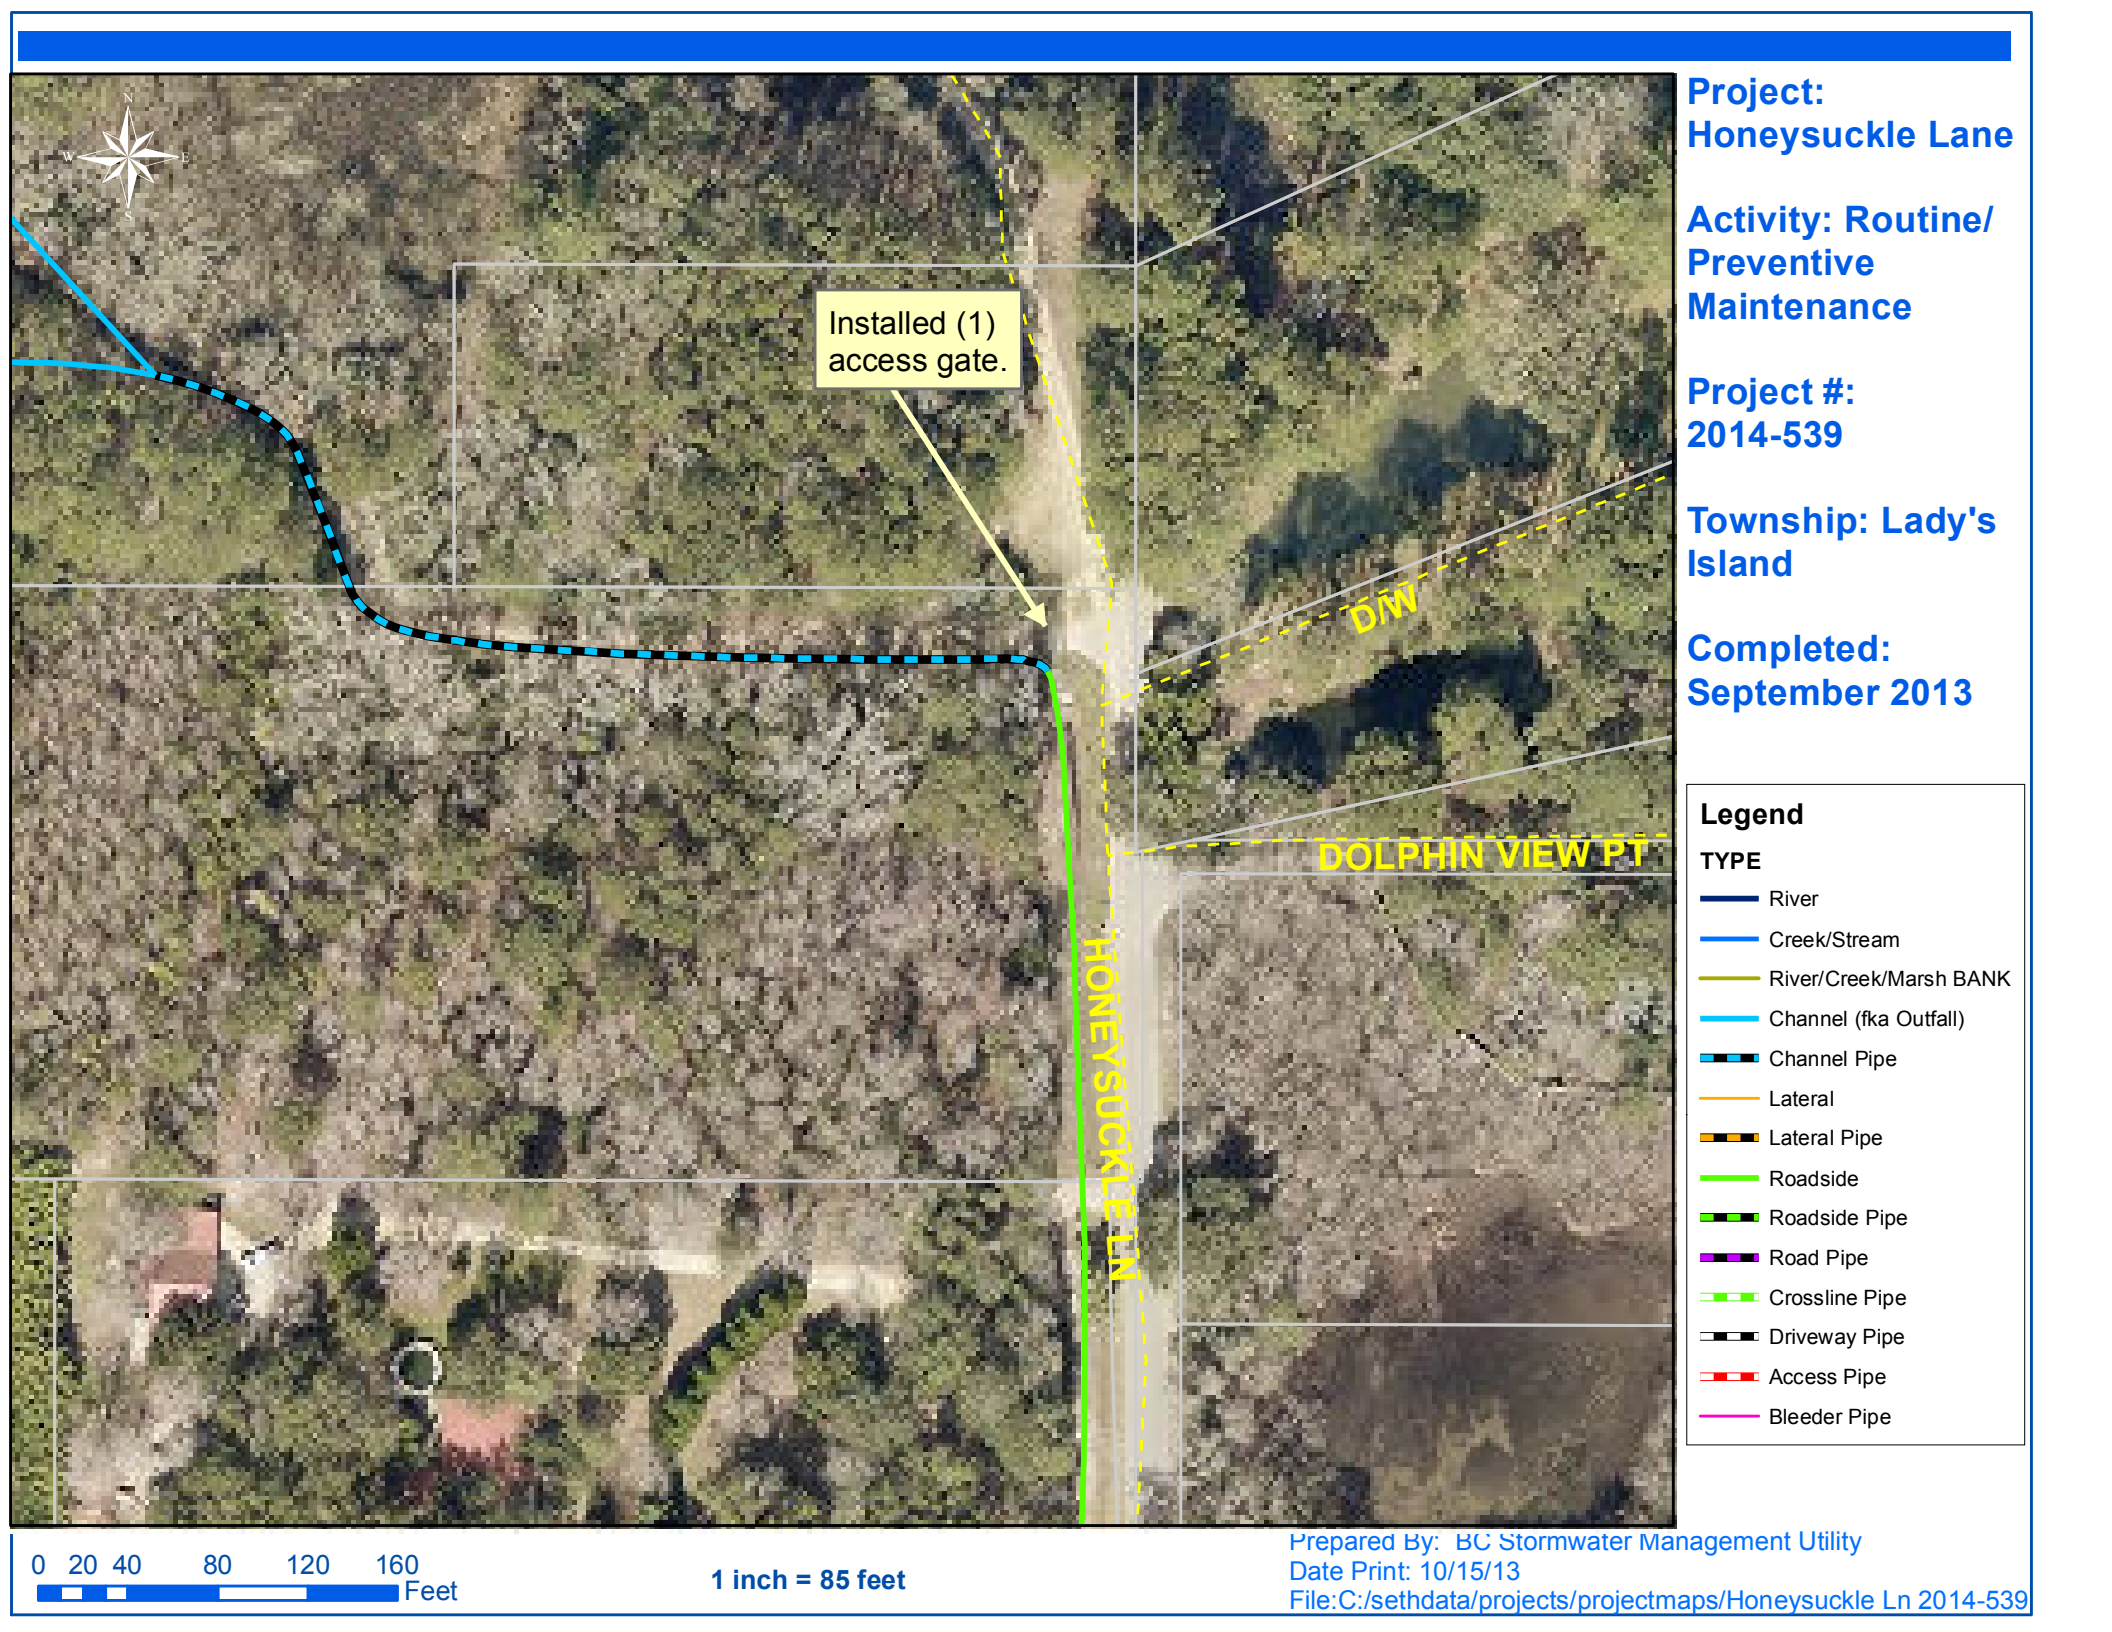 Project:
Honeysuckle Lane
Activity: Routine/
Preventive
Maintenance
Project #:
2014-539
Township: Lady's
Island
Completed:
September 2013
N
W
E
S
Installed (1)
access gate.
D/W
DOLPHIN VIEW PT
HONEYSUCKLE LN
Legend
TYPE
River
Creek/Stream
River/Creek/Marsh BANK
Channel (fka Outfall)
Channel Pipe
Lateral
Lateral Pipe
Roadside
Roadside Pipe
Road Pipe
Crossline Pipe
Driveway Pipe
Access Pipe
Bleeder Pipe
0 20 40 80 120 160
Feet
1 inch = 85 feet
Prepared By: BC Stormwater Management Utility
Date Print: 10/15/13
File:C:/sethdata/projects/projectmaps/Honeysuckle Ln 2014-539